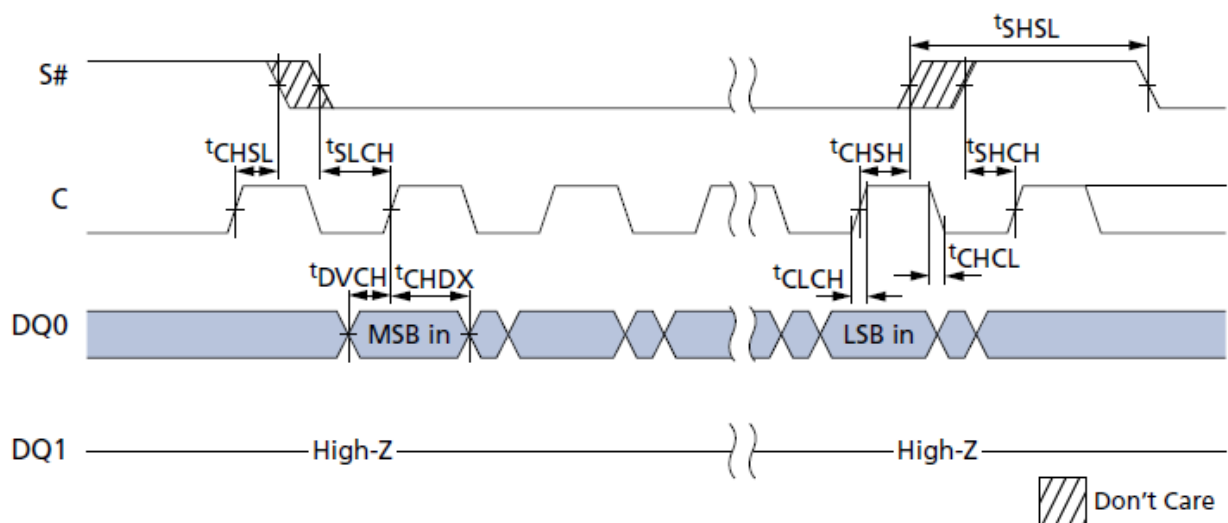 tSHSL
S#
tCHSL tSLCH tCHSH tSHCH
C
tDVCH tCHDX tCLCH tCHCL
DQ0 MSB in LSB in
DQ1 High-Z High-Z
Don't Care